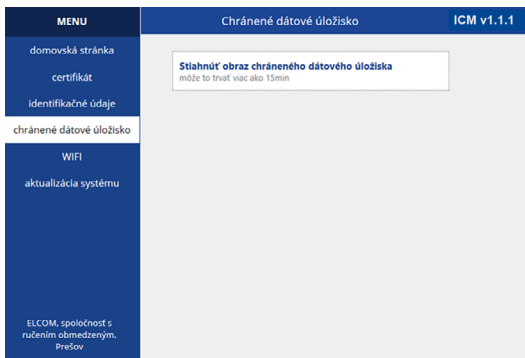 MENU
Chránené dátové úložisko
ICM v1.1.1
domovská stránka
certifikát
identifikačné údaje
chránené dátové úložisko
WIFI
aktualizácia systému
Stiahnúť obraz chráneného dátového úložiska
môže to trvať viac ako 15min
ELCOM, spoločnosť s
ručením obmedzeným,
Prešov